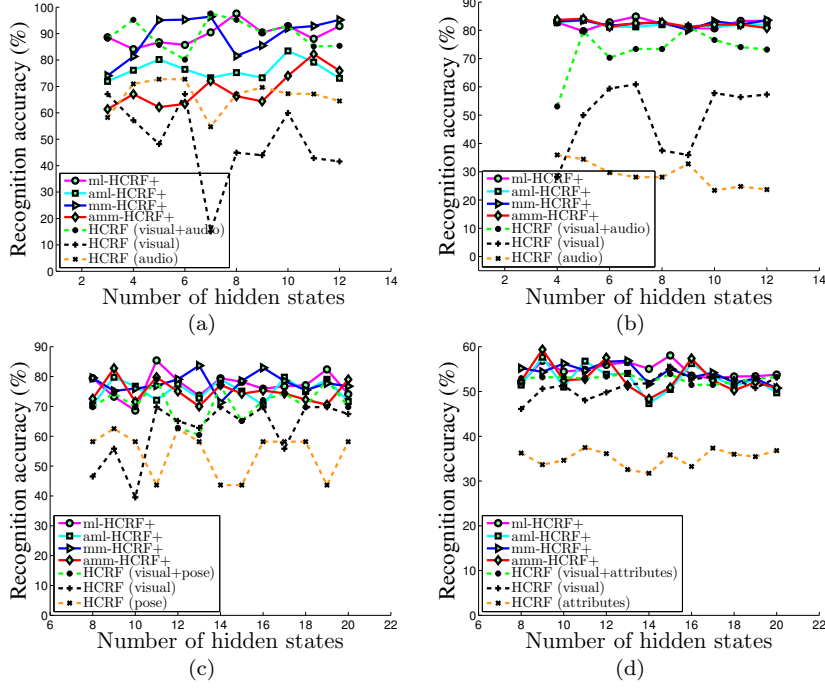 Recognition accuracy (%)
100
90
80
70
60
50
40
30
20
10
0
ml-HCRF+
aml-HCRF+
mm-HCRF+
amm-HCRF+
HCRF (visual+audio)
HCRF (visual)
HCRF (audio)
2 4 6 8 10 12 14
Number of hidden states
(a)
Recognition accuracy (%)
90
80
70
60
50
40
30
20
10
0
ml-HCRF+
aml-HCRF+
mm-HCRF+
amm-HCRF+
HCRF (visual+audio)
HCRF (visual)
HCRF (audio)
2 4 6 8 10 12 14
Number of hidden states
(b)
Recognition accuracy (%)
90
80
70
60
50
40
30
20
10
0
ml-HCRF+
aml-HCRF+
mm-HCRF+
amm-HCRF+
HCRF (visual+pose)
HCRF (visual)
HCRF (pose)
6 8 10 12 14 16 18 20 22
Number of hidden states
(c)
Recognition accuracy (%)
60
50
40
30
20
10
0
ml-HCRF+
aml-HCRF+
mm-HCRF+
amm-HCRF+
HCRF (visual+attributes)
HCRF (visual)
HCRF (attributes)
6 8 10 12 14 16 18 20 22
Number of hidden states
(d)